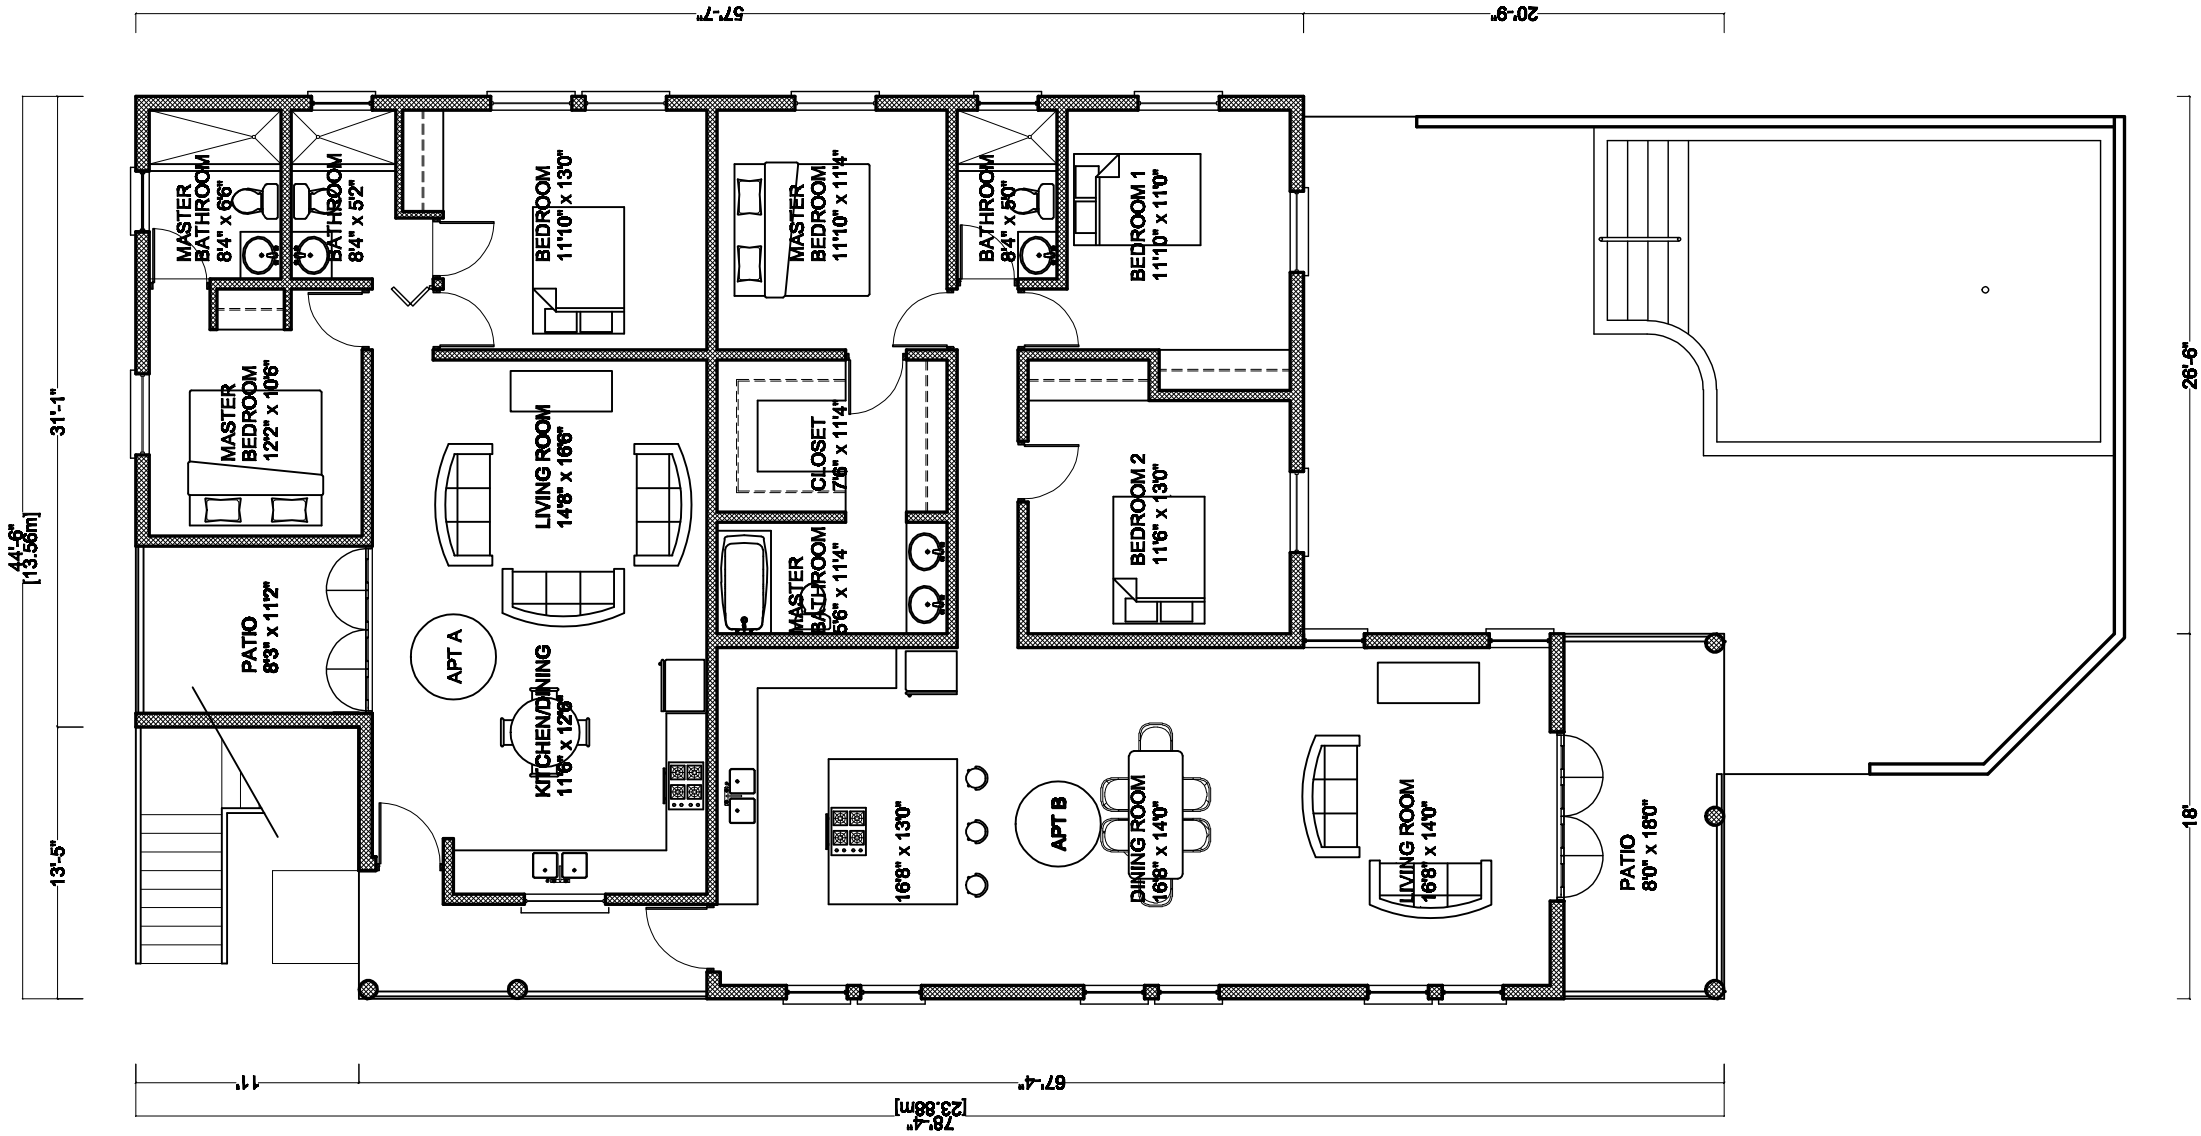 57'-7"
20'-9"
MASTER
BATHROOM
8'4" x 6'6"
BATHROOM
8'4" x 5'2"
BEDROOM
11'10" x 13'0"
MASTER
BEDROOM
11'10" x 11'4"
BATHROOM
8'4" x 5'0"
BEDROOM 1
11'10" x 11'0"
31'-1"
44'-6"
[13.56m]
26'-6"
MASTER
BEDROOM
12'2" x 10'6"
LIVING ROOM
14'8" x 16'6"
CLOSET
7'6" x 11'4"
BEDROOM 2
11'6" x 13'0"
MASTER
BATHROOM
5'6" x 11'4"
PATIO
8'3" x 11'2"
APT A
KITCHEN/DINING
11'6" x 12'6"
13'-5"
16'8" x 13'0"
APT B
DINING ROOM
16'8" x 14'0"
LIVING ROOM
16'8" x 14'0"
PATIO
8'0" x 18'0"
18'
11'
67'-4"
[23.88m]
78'-4"